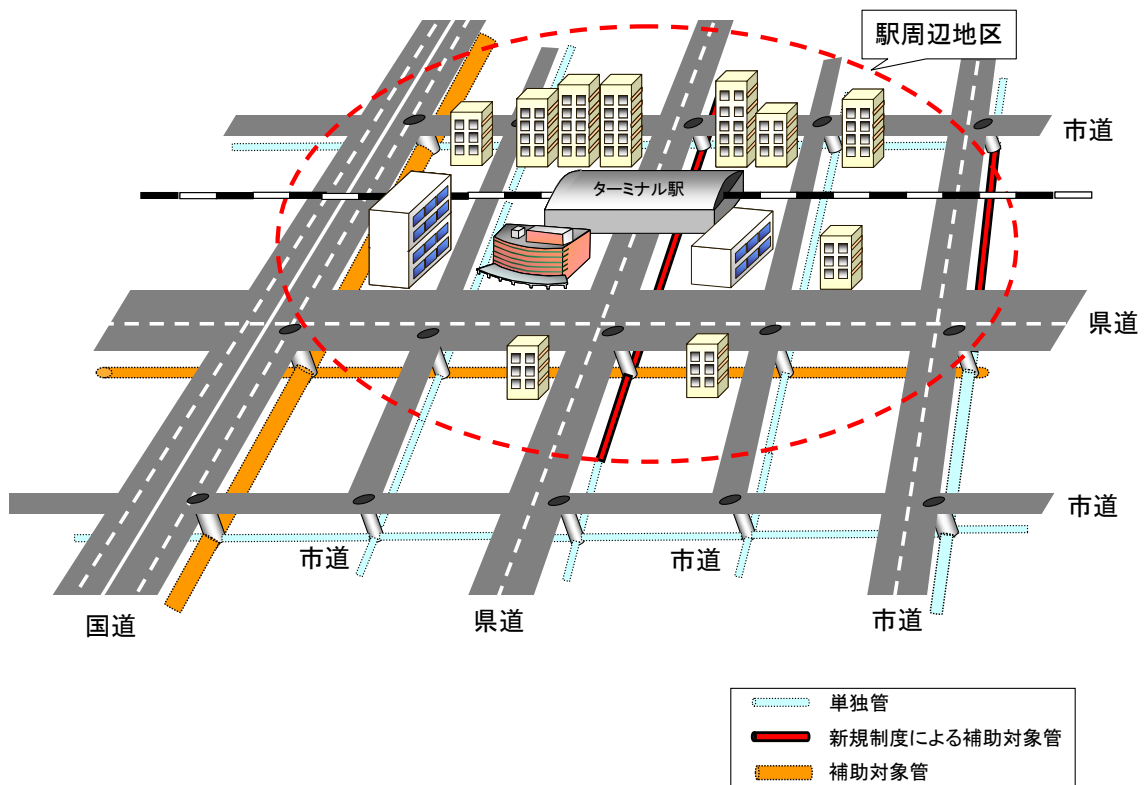 駅周辺地区
市道
ターミナル駅
県道
市道
市道
市道
国道
県道
市道
単独管
新規制度による補助対象管
補助対象管